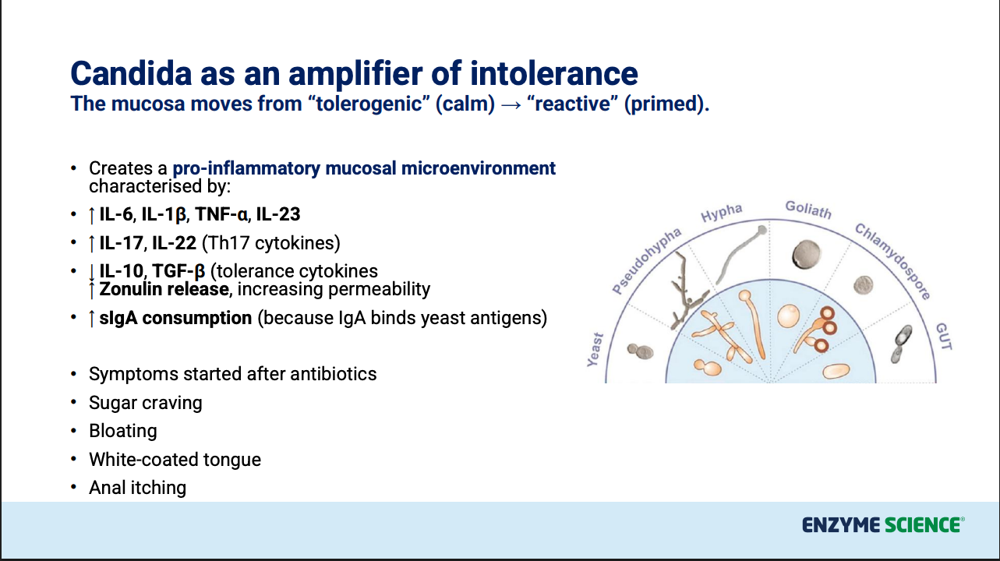 Candida as an amplifier of intolerance
The mucosa moves from “tolerogenic” (calm) → “reactive” (primed).
• Creates a pro-inflammatory mucosal microenvironment
characterised by:
• ↑ IL-6, IL-1β, TNF-α, IL-23
• ↑ IL-17, IL-22 (Th17 cytokines)
• ↓ IL-10, TGF-β (tolerance cytokines
↑ Zonulin release, increasing permeability
• ↑ sIgA consumption (because IgA binds yeast antigens)
• Symptoms started after antibiotics
• Sugar craving
• Bloating
• White-coated tongue
• Anal itching
Yeast
Pseudohypha
Hypha
Goliath
Chlamydospore
GUT
ENZYME SCIENCE®